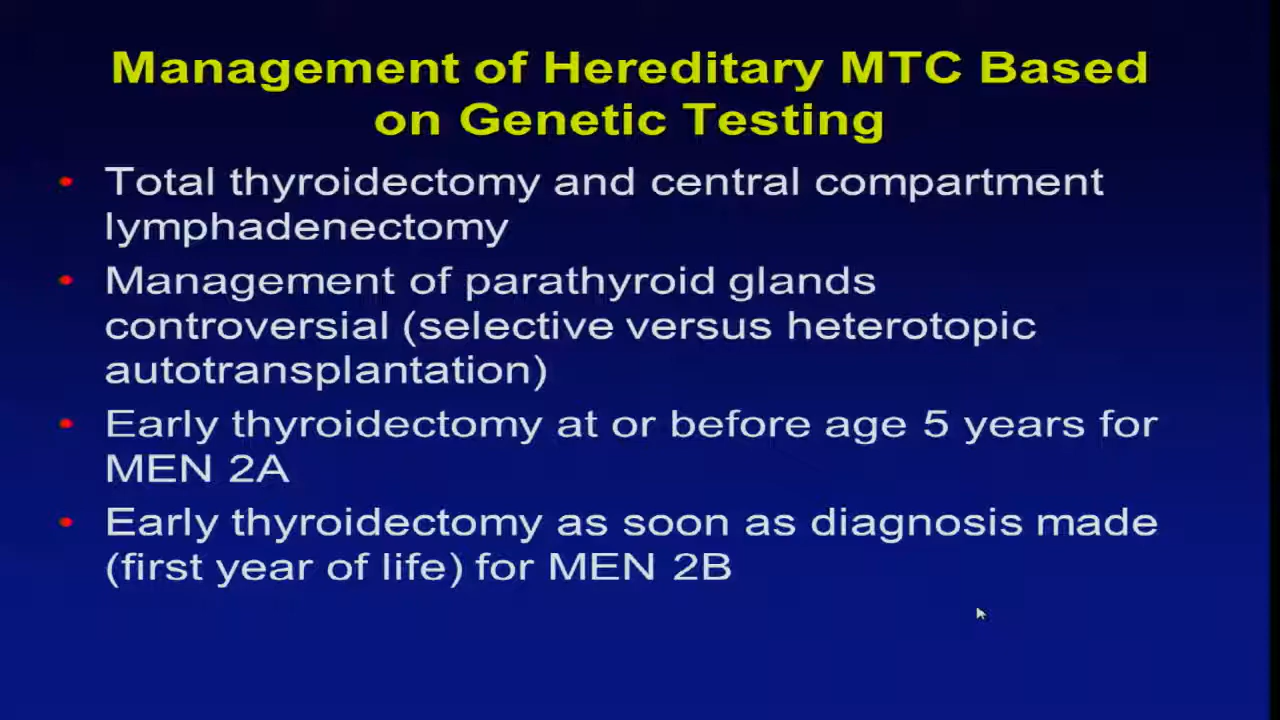 Management of Hereditary MTC Based
on Genetic Testing
• Total thyroidectomy and central compartment
lymphadenectomy
• Management of parathyroid glands
controversial (selective versus heterotopic
autotransplantation)
• Early thyroidectomy at or before age 5 years for
MEN 2A
• Early thyroidectomy as soon as diagnosis made
(first year of life) for MEN 2B